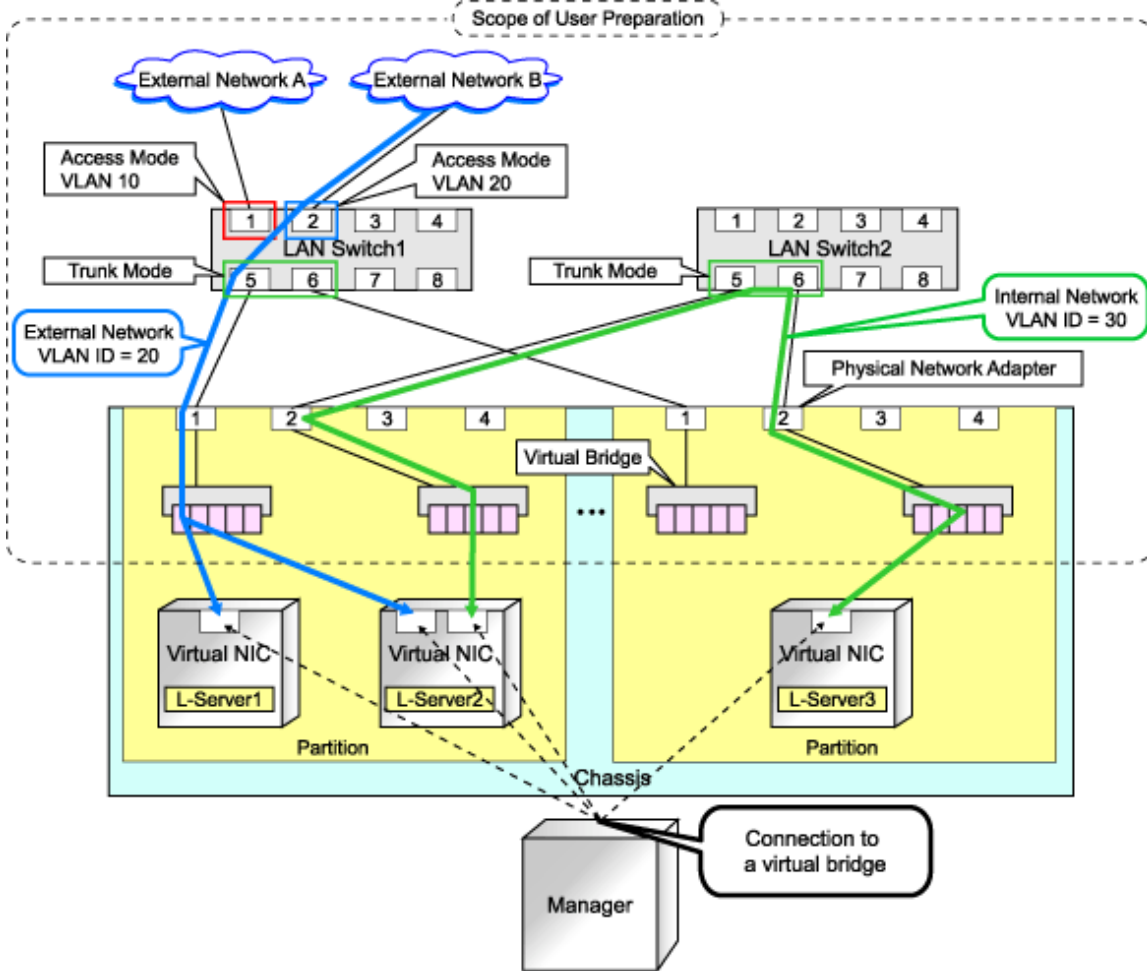 Scope of User Preparation
External Network A
External Network B
Access Mode
VLAN 10
Access Mode
VLAN 20
1
2
3
4
LAN Switch1
5
6
7
8
Trunk Mode
1
2
3
4
LAN Switch2
5
6
7
8
Trunk Mode
External Network
VLAN ID = 20
Internal Network
VLAN ID = 30
Physical Network Adapter
1
2
3
4
1
2
3
4
Virtual Bridge
...
Virtual NIC
L-Server1
Virtual NIC
L-Server2
Virtual NIC
L-Server3
Partition
Partition
Chassis
Connection to
a virtual bridge
Manager